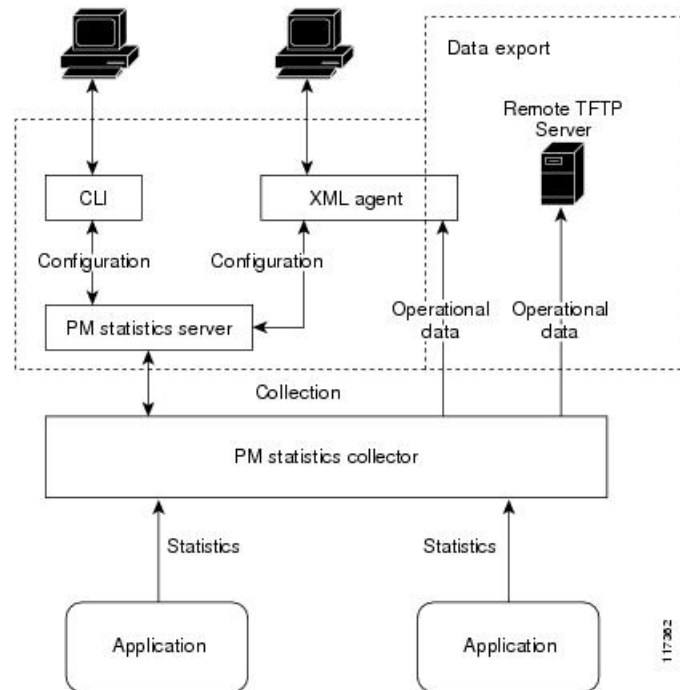 Data export
Remote TFTP
Server
CLI
XML agent
Configuration
Configuration
PM statistics server
Operational
data
Operational
data
Collection
PM statistics collector
Statistics
Statistics
Application
Application
117362